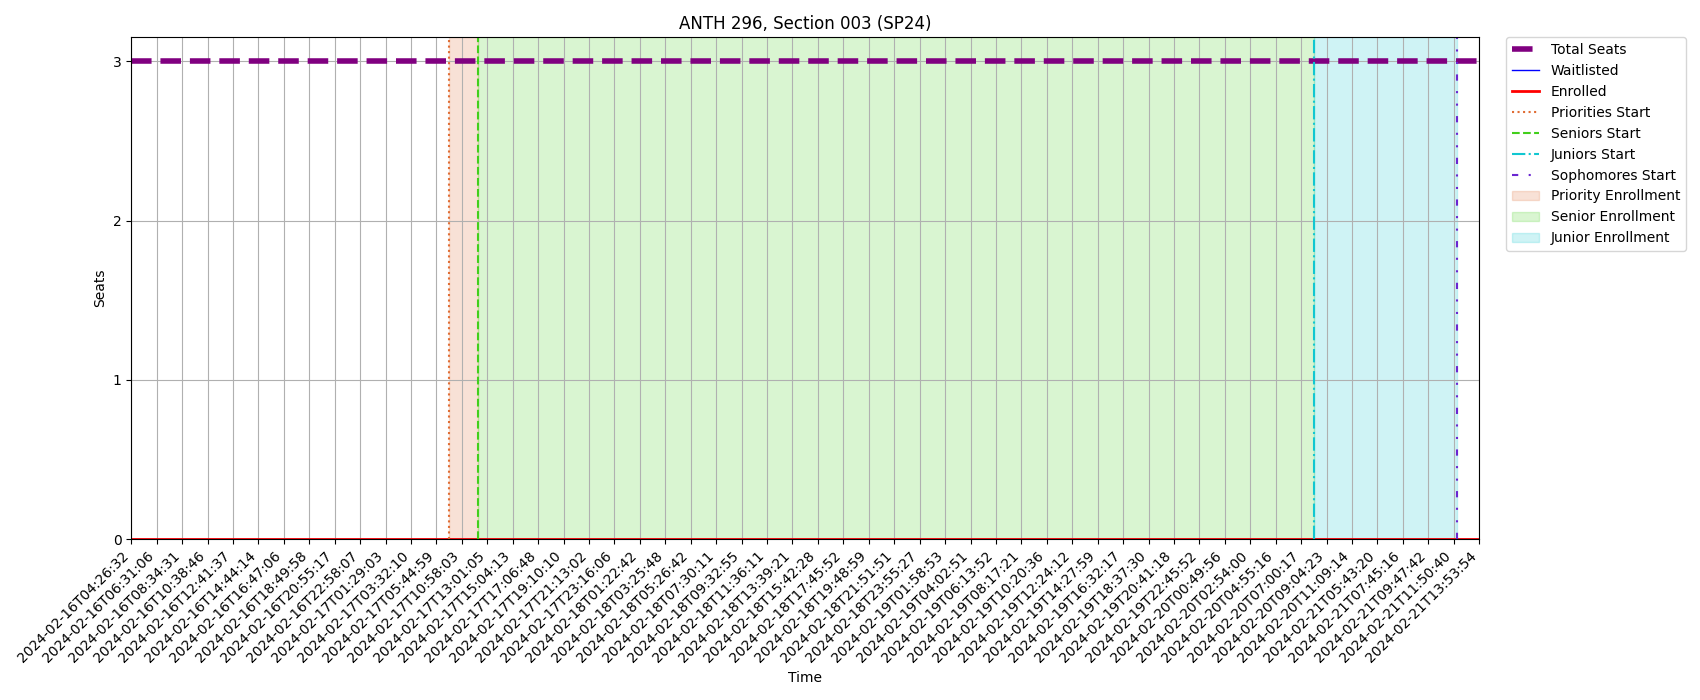 ANTH 296, Section 003 (SP24)
Total Seats
Waitlisted
Enrolled
Priorities Start
Seniors Start
Juniors Start
Sophomores Start
Priority Enrollment
Senior Enrollment
Junior Enrollment
Seats
3
2
1
0
2024-02-16T04:26:32
2024-02-16T06:31:06
2024-02-16T08:34:31
2024-02-16T10:38:46
2024-02-16T12:41:37
2024-02-16T14:44:14
2024-02-16T16:47:06
2024-02-16T18:49:58
2024-02-16T20:55:17
2024-02-16T22:58:07
2024-02-17T01:29:03
2024-02-17T03:32:10
2024-02-17T05:44:59
2024-02-17T10:58:03
2024-02-17T13:01:05
2024-02-17T15:04:13
2024-02-17T17:06:48
2024-02-17T19:10:10
2024-02-17T21:13:02
2024-02-17T23:16:06
2024-02-18T01:22:42
2024-02-18T03:25:48
2024-02-18T05:26:42
2024-02-18T07:30:11
2024-02-18T09:32:55
2024-02-18T11:36:11
2024-02-18T13:39:21
2024-02-18T15:42:28
2024-02-18T17:45:52
2024-02-18T19:48:59
2024-02-18T21:51:51
2024-02-18T23:55:27
2024-02-19T01:58:53
2024-02-19T04:02:51
2024-02-19T06:13:52
2024-02-19T08:17:21
2024-02-19T10:20:36
2024-02-19T12:24:12
2024-02-19T14:27:59
2024-02-19T16:32:17
2024-02-19T18:37:30
2024-02-19T20:41:18
2024-02-19T22:45:52
2024-02-20T00:49:56
2024-02-20T02:54:00
2024-02-20T04:55:16
2024-02-20T07:00:17
2024-02-20T09:04:23
2024-02-20T11:09:14
2024-02-21T05:43:20
2024-02-21T07:45:16
2024-02-21T09:47:42
2024-02-21T11:50:40
2024-02-21T13:53:54
Time